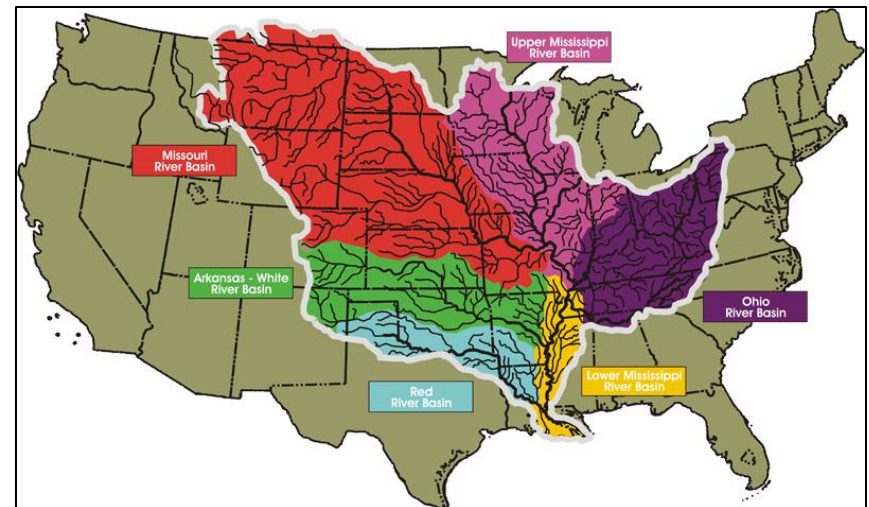 Upper Mississippi
River Basin
Missouri
River Basin
Arkansas - White
River Basin
Ohio
River Basin
Lower Mississippi
River Basin
Red
River Basin